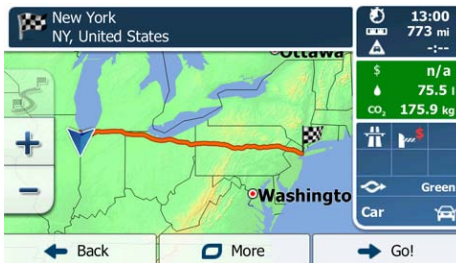 New York
NY, United States
13:00
773 mi
-:--
$ n/a
75.5 l
CO₂ 175.9 kg
$
Green
Car
Ottawa
Washingto
+
−
Back
More
Go!